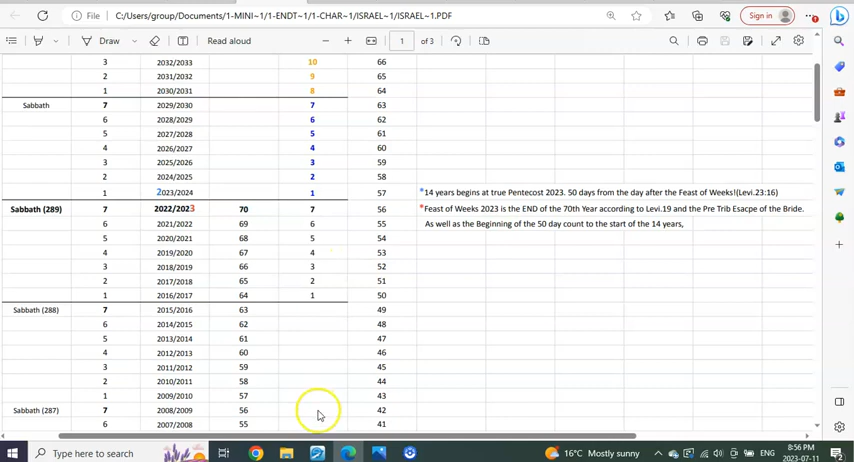 File C:/Users/group/Documents/1-MINI~1/1-ENDT~1/1-CHAR~1/ISRAEL~1/ISRAEL~1.PDF Sign in
Draw Read aloud 1 of 3
3 2032/2033 10 66
2 2031/2032 9 65
1 2030/2031 8 64
Sabbath 7 2029/2030 7 63
6 2028/2029 6 62
5 2027/2028 5 61
4 2026/2027 4 60
3 2025/2026 3 59
2 2024/2025 2 58
1 2023/2024 1 57 *14 years begins at true Pentecost 2023. 50 days from the day after the Feast of Weeks!(Levi.23:16)
Sabbath (289) 7 2022/2023 70 7 56 *Feast of Weeks 2023 is the END of the 70th Year according to Levi.19 and the Pre Trib Esacpe of the Bride.
6 2021/2022 69 6 55 As well as the Beginning of the 50 day count to the start of the 14 years,
5 2020/2021 68 5 54
4 2019/2020 67 4 53
3 2018/2019 66 3 52
2 2017/2018 65 2 51
1 2016/2017 64 1 50
Sabbath (288) 7 2015/2016 63 49
6 2014/2015 62 48
5 2013/2014 61 47
4 2012/2013 60 46
3 2011/2012 59 45
2 2010/2011 58 44
1 2009/2010 57 43
Sabbath (287) 7 2008/2009 56 42
6 2007/2008 55 41
Type here to search 16°C Mostly sunny ENG 8:56 PM
2023-07-11